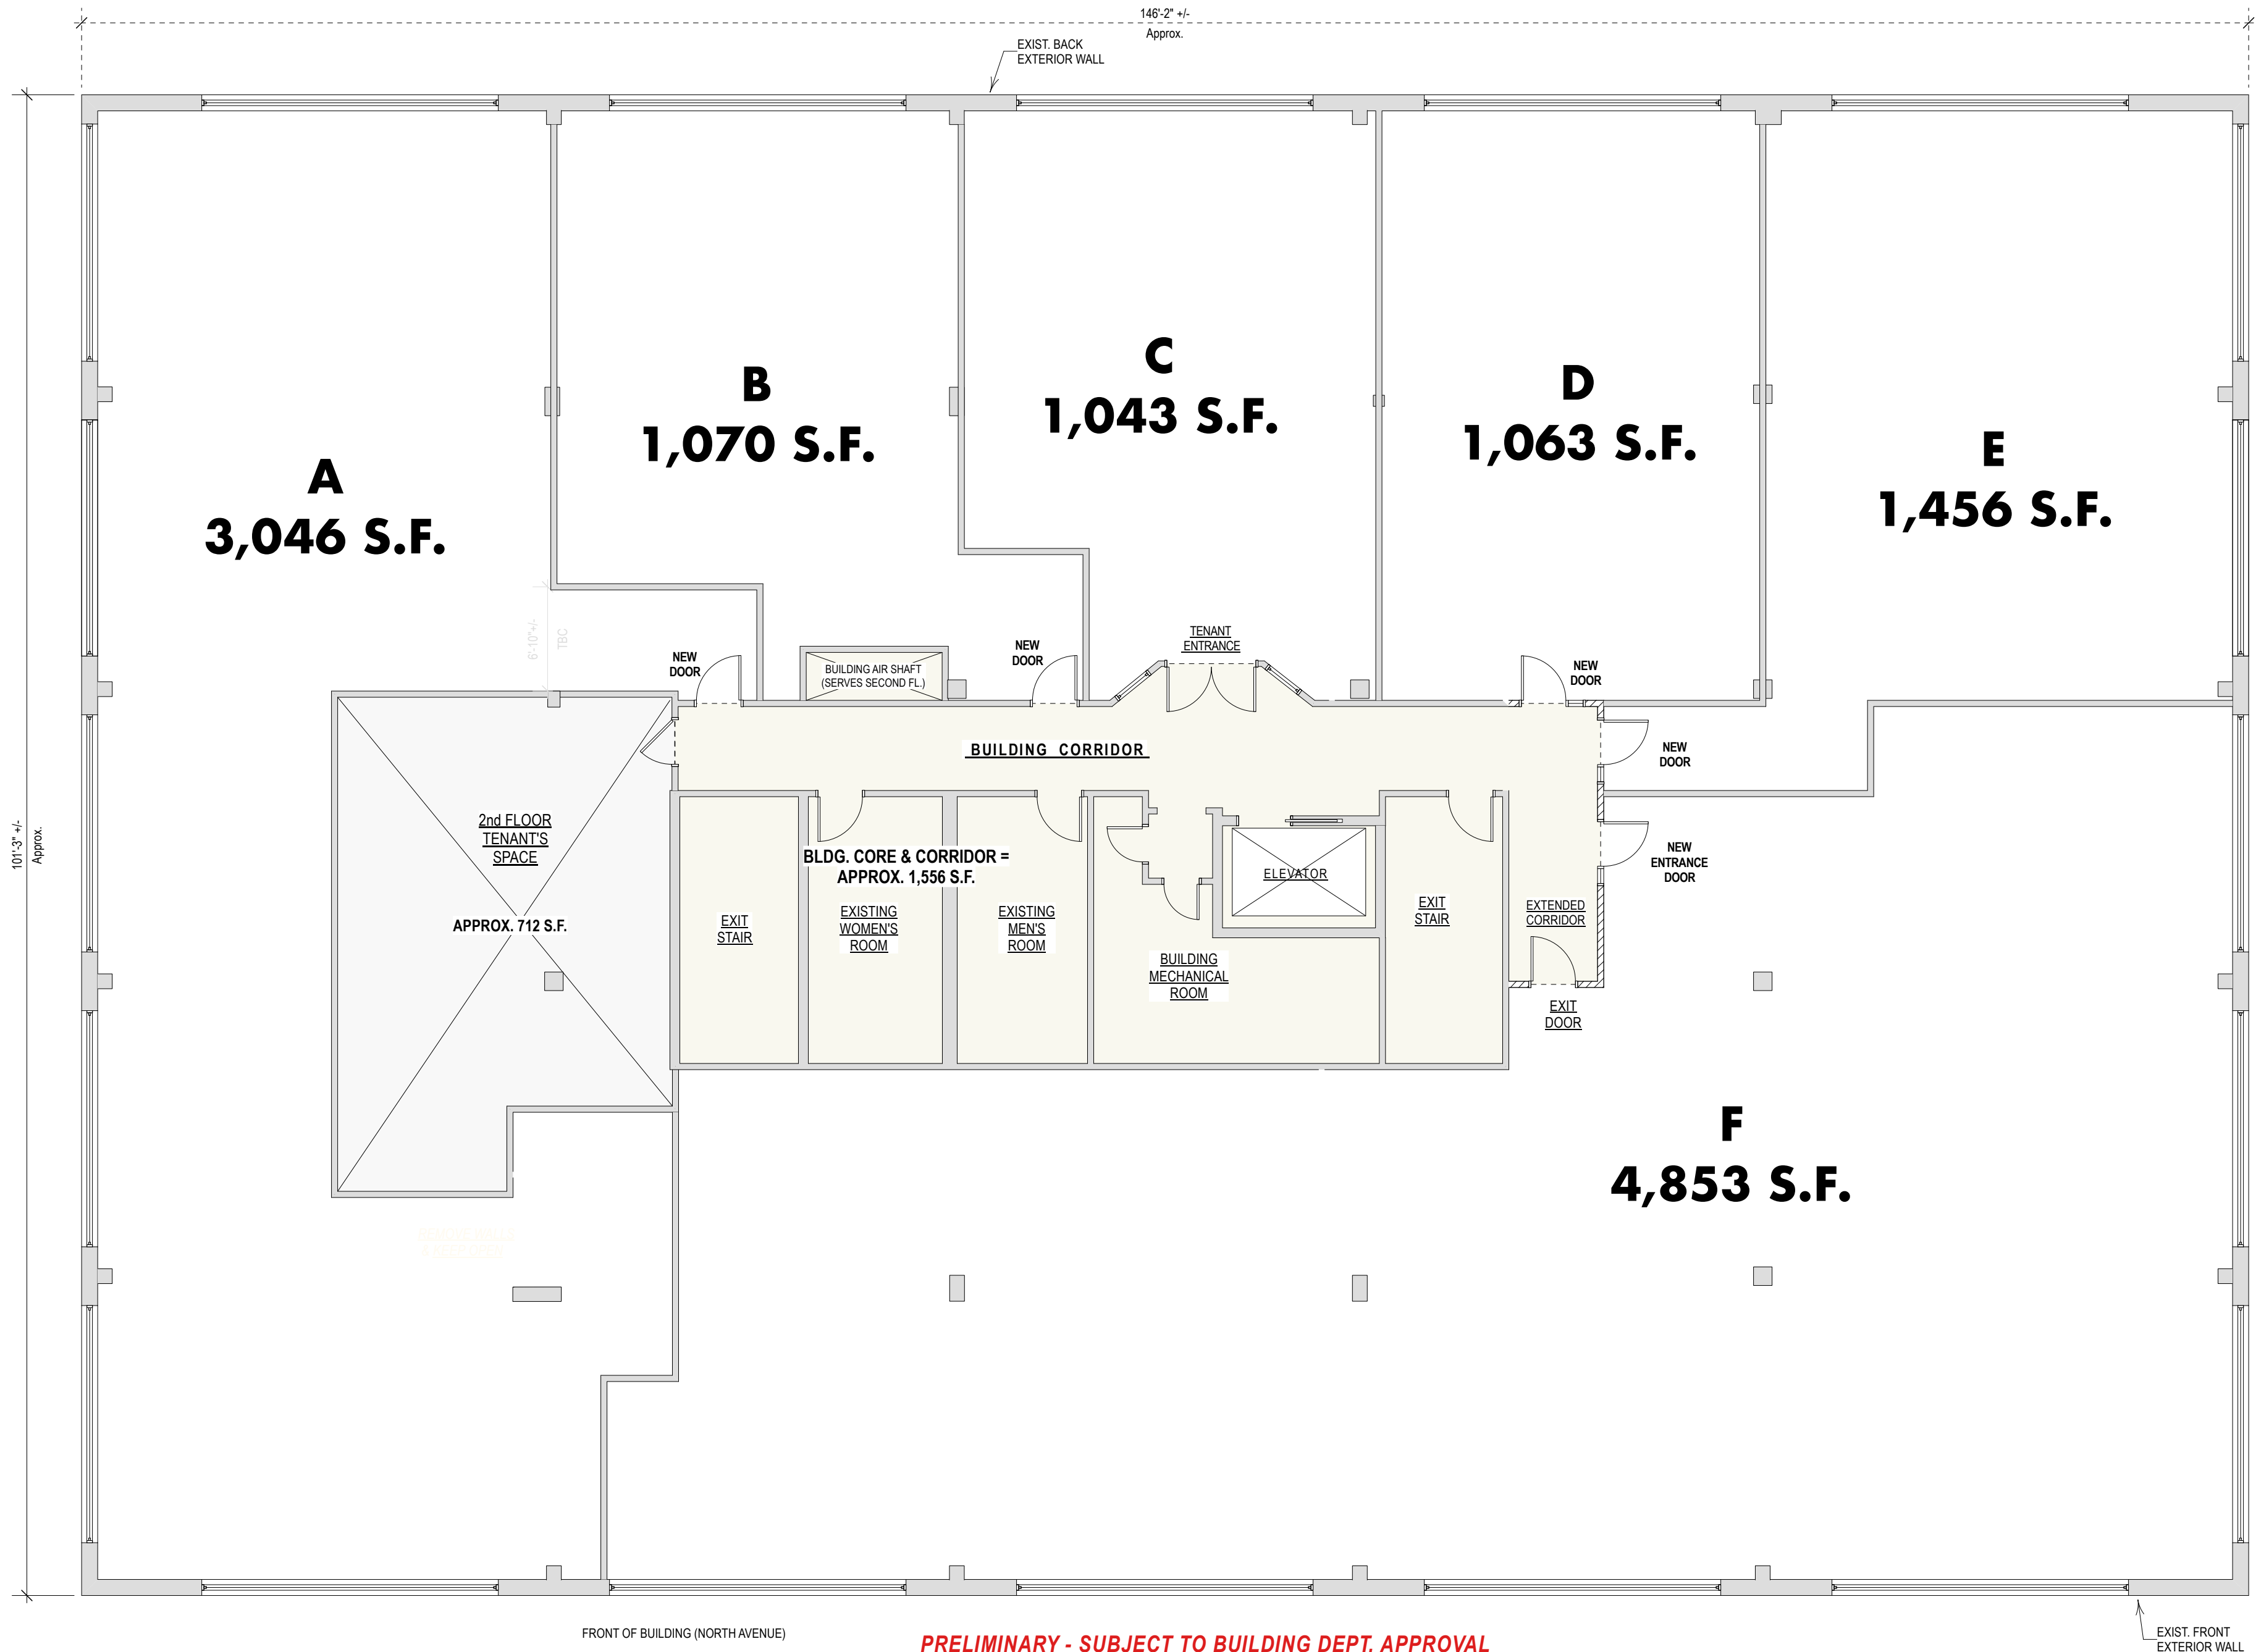 146'-2" +/-
Approx.
EXIST. BACK
EXTERIOR WALL
A
3,046 S.F.
B
1,070 S.F.
C
1,043 S.F.
D
1,063 S.F.
E
1,456 S.F.
6'-10"+/-
TBC
NEW
DOOR
BUILDING AIR SHAFT
(SERVES SECOND FL.)
NEW
DOOR
TENANT
ENTRANCE
NEW
DOOR
BUILDING CORRIDOR
NEW
DOOR
101'-3" +/-
Approx.
2nd FLOOR
TENANT'S
SPACE
APPROX. 712 S.F.
BLDG. CORE & CORRIDOR =
APPROX. 1,556 S.F.
EXIT
STAIR
EXISTING
WOMEN'S
ROOM
EXISTING
MEN'S
ROOM
BUILDING
MECHANICAL
ROOM
ELEVATOR
EXIT
STAIR
EXTENDED
CORRIDOR
NEW
ENTRANCE
DOOR
EXIT
DOOR
F
4,853 S.F.
FRONT OF BUILDING (NORTH AVENUE)
PRELIMINARY - SUBJECT TO BUILDING DEPT. APPROVAL
EXIST. FRONT
EXTERIOR WALL